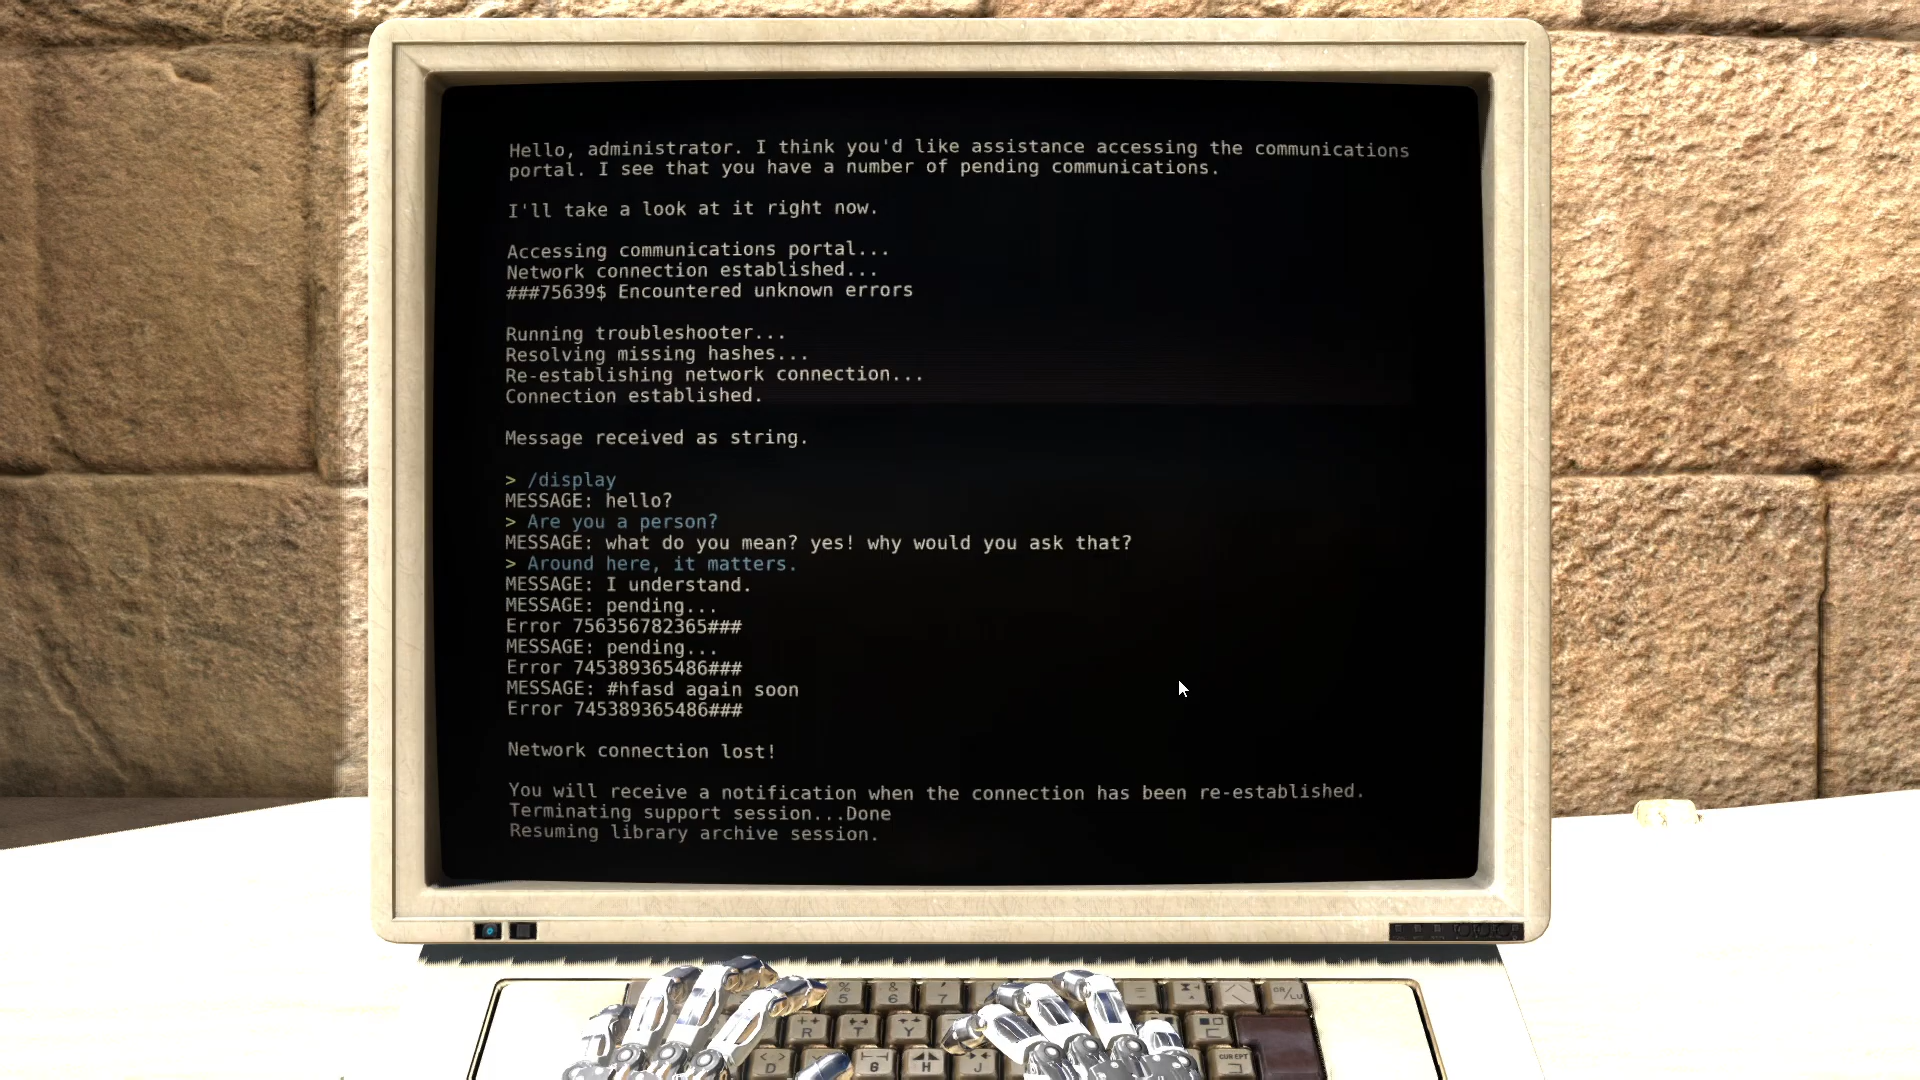 Hello, administrator. I think you'd like assistance accessing the communications
portal. I see that you have a number of pending communications.
I'll take a look at it right now.
Accessing communications portal...
Network connection established...
###75639$ Encountered unknown errors
Running troubleshooter...
Resolving missing hashes...
Re-establishing network connection...
Connection established.
Message received as string.
> /display
MESSAGE: hello?
> Are you a person?
MESSAGE: what do you mean? yes! why would you ask that?
> Around here, it matters.
MESSAGE: I understand.
MESSAGE: pending...
Error 756356782365###
MESSAGE: pending...
Error 745389365486###
MESSAGE: #hfasd again soon
Error 745389365486###
Network connection lost!
You will receive a notification when the connection has been re-established.
Terminating support session...Done
Resuming library archive session.
% 5 & 6 ' 7 =
R T Y
D H J CUR EPT